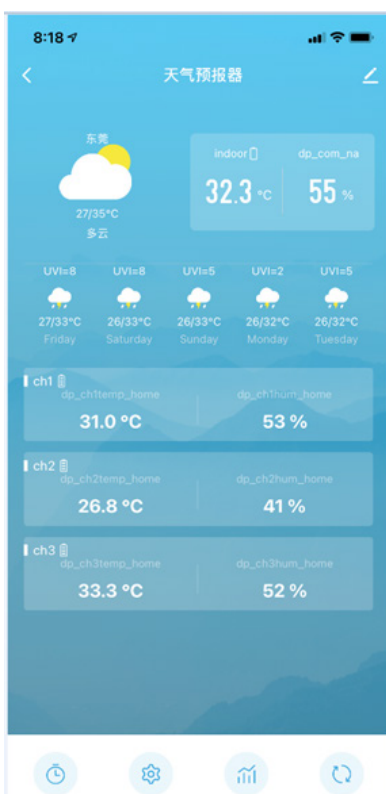 8:18
天气预报器
东莞
27/35°C
多云
indoor dp_com_na
32.3 °C 55 %
UVI=8 UVI=8 UVI=5 UVI=2 UVI=5
27/33°C 26/33°C 26/33°C 26/32°C 26/32°C
Friday Saturday Sunday Monday Tuesday
ch1
dp_ch1temp_home dp_ch1hum_home
31.0 °C 53 %
ch2
dp_ch2temp_home dp_ch2hum_home
26.8 °C 41 %
ch3
dp_ch3temp_home dp_ch3hum_home
33.3 °C 52 %